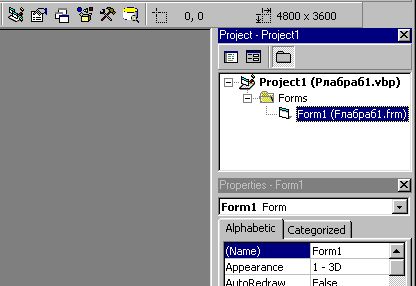 0, 0 4800 x 3600
Project - Project1
Project1 (Рлабраб1.vbp)
Forms
Form1 (Fлабраб1.frm)
Properties - Form1
Form1 Form
Alphabetic Categorized
(Name) Form1
Appearance 1 - 3D
AutoRedraw False